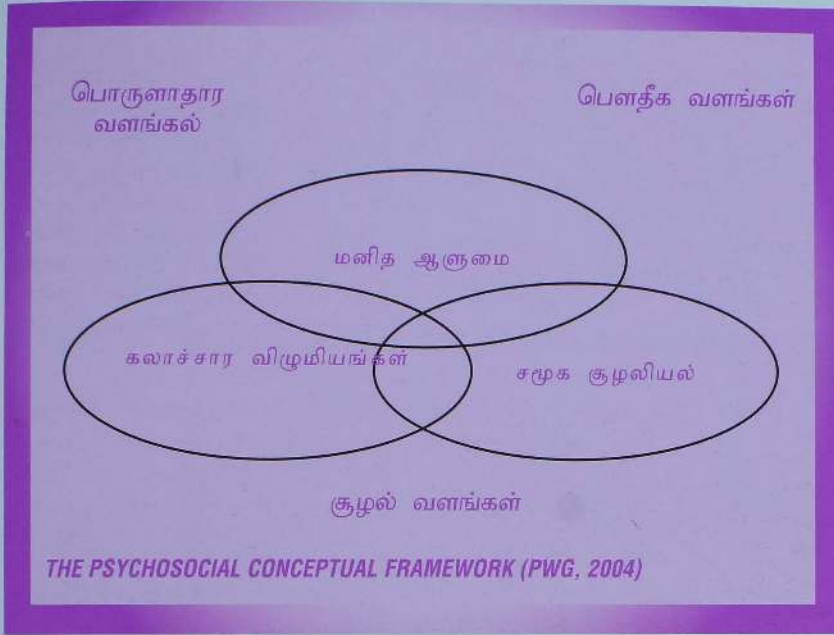 பொருளாதார
வளங்கல்
பௌதீக வளங்கள்
மனித ஆளுமை
கலாச்சார விழுமியங்கள்
சமூக சூழலியல்
சூழல் வளங்கள்
THE PSYCHOSOCIAL CONCEPTUAL FRAMEWORK (PWG, 2004)